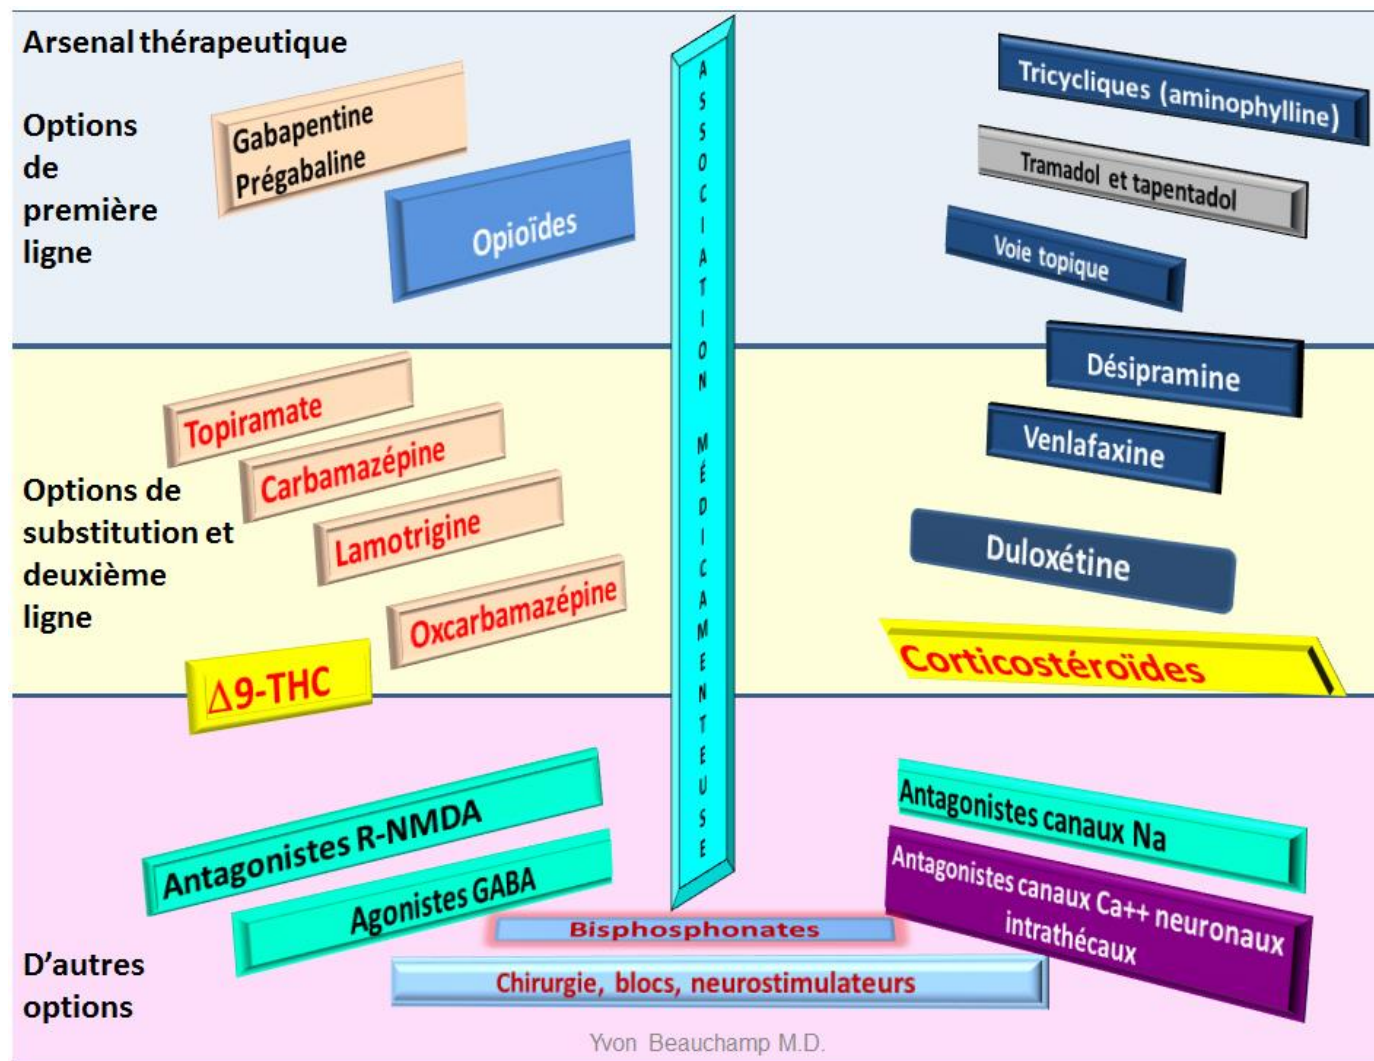 Arsenal thérapeutique
Options
de
première
ligne
Gabapentine
Prégabaline
Opioïdes
ASSOCIATION MÉDICAMENTEUSE
Tricycliques (aminophylline)
Tramadol et tapentadol
Voie topique
Désipramine
Options de
substitution et
deuxième
ligne
Topiramate
Carbamazépine
Lamotrigine
Oxcarbamazépine
Δ9-THC
Venlafaxine
Duloxétine
Corticostéroïdes
D'autres
options
Antagonistes R-NMDA
Agonistes GABA
Antagonistes canaux Na
Antagonistes canaux Ca++ neuronaux
intrathécaux
Bisphosphonates
Chirurgie, blocs, neurostimulateurs
Yvon Beauchamp M.D.